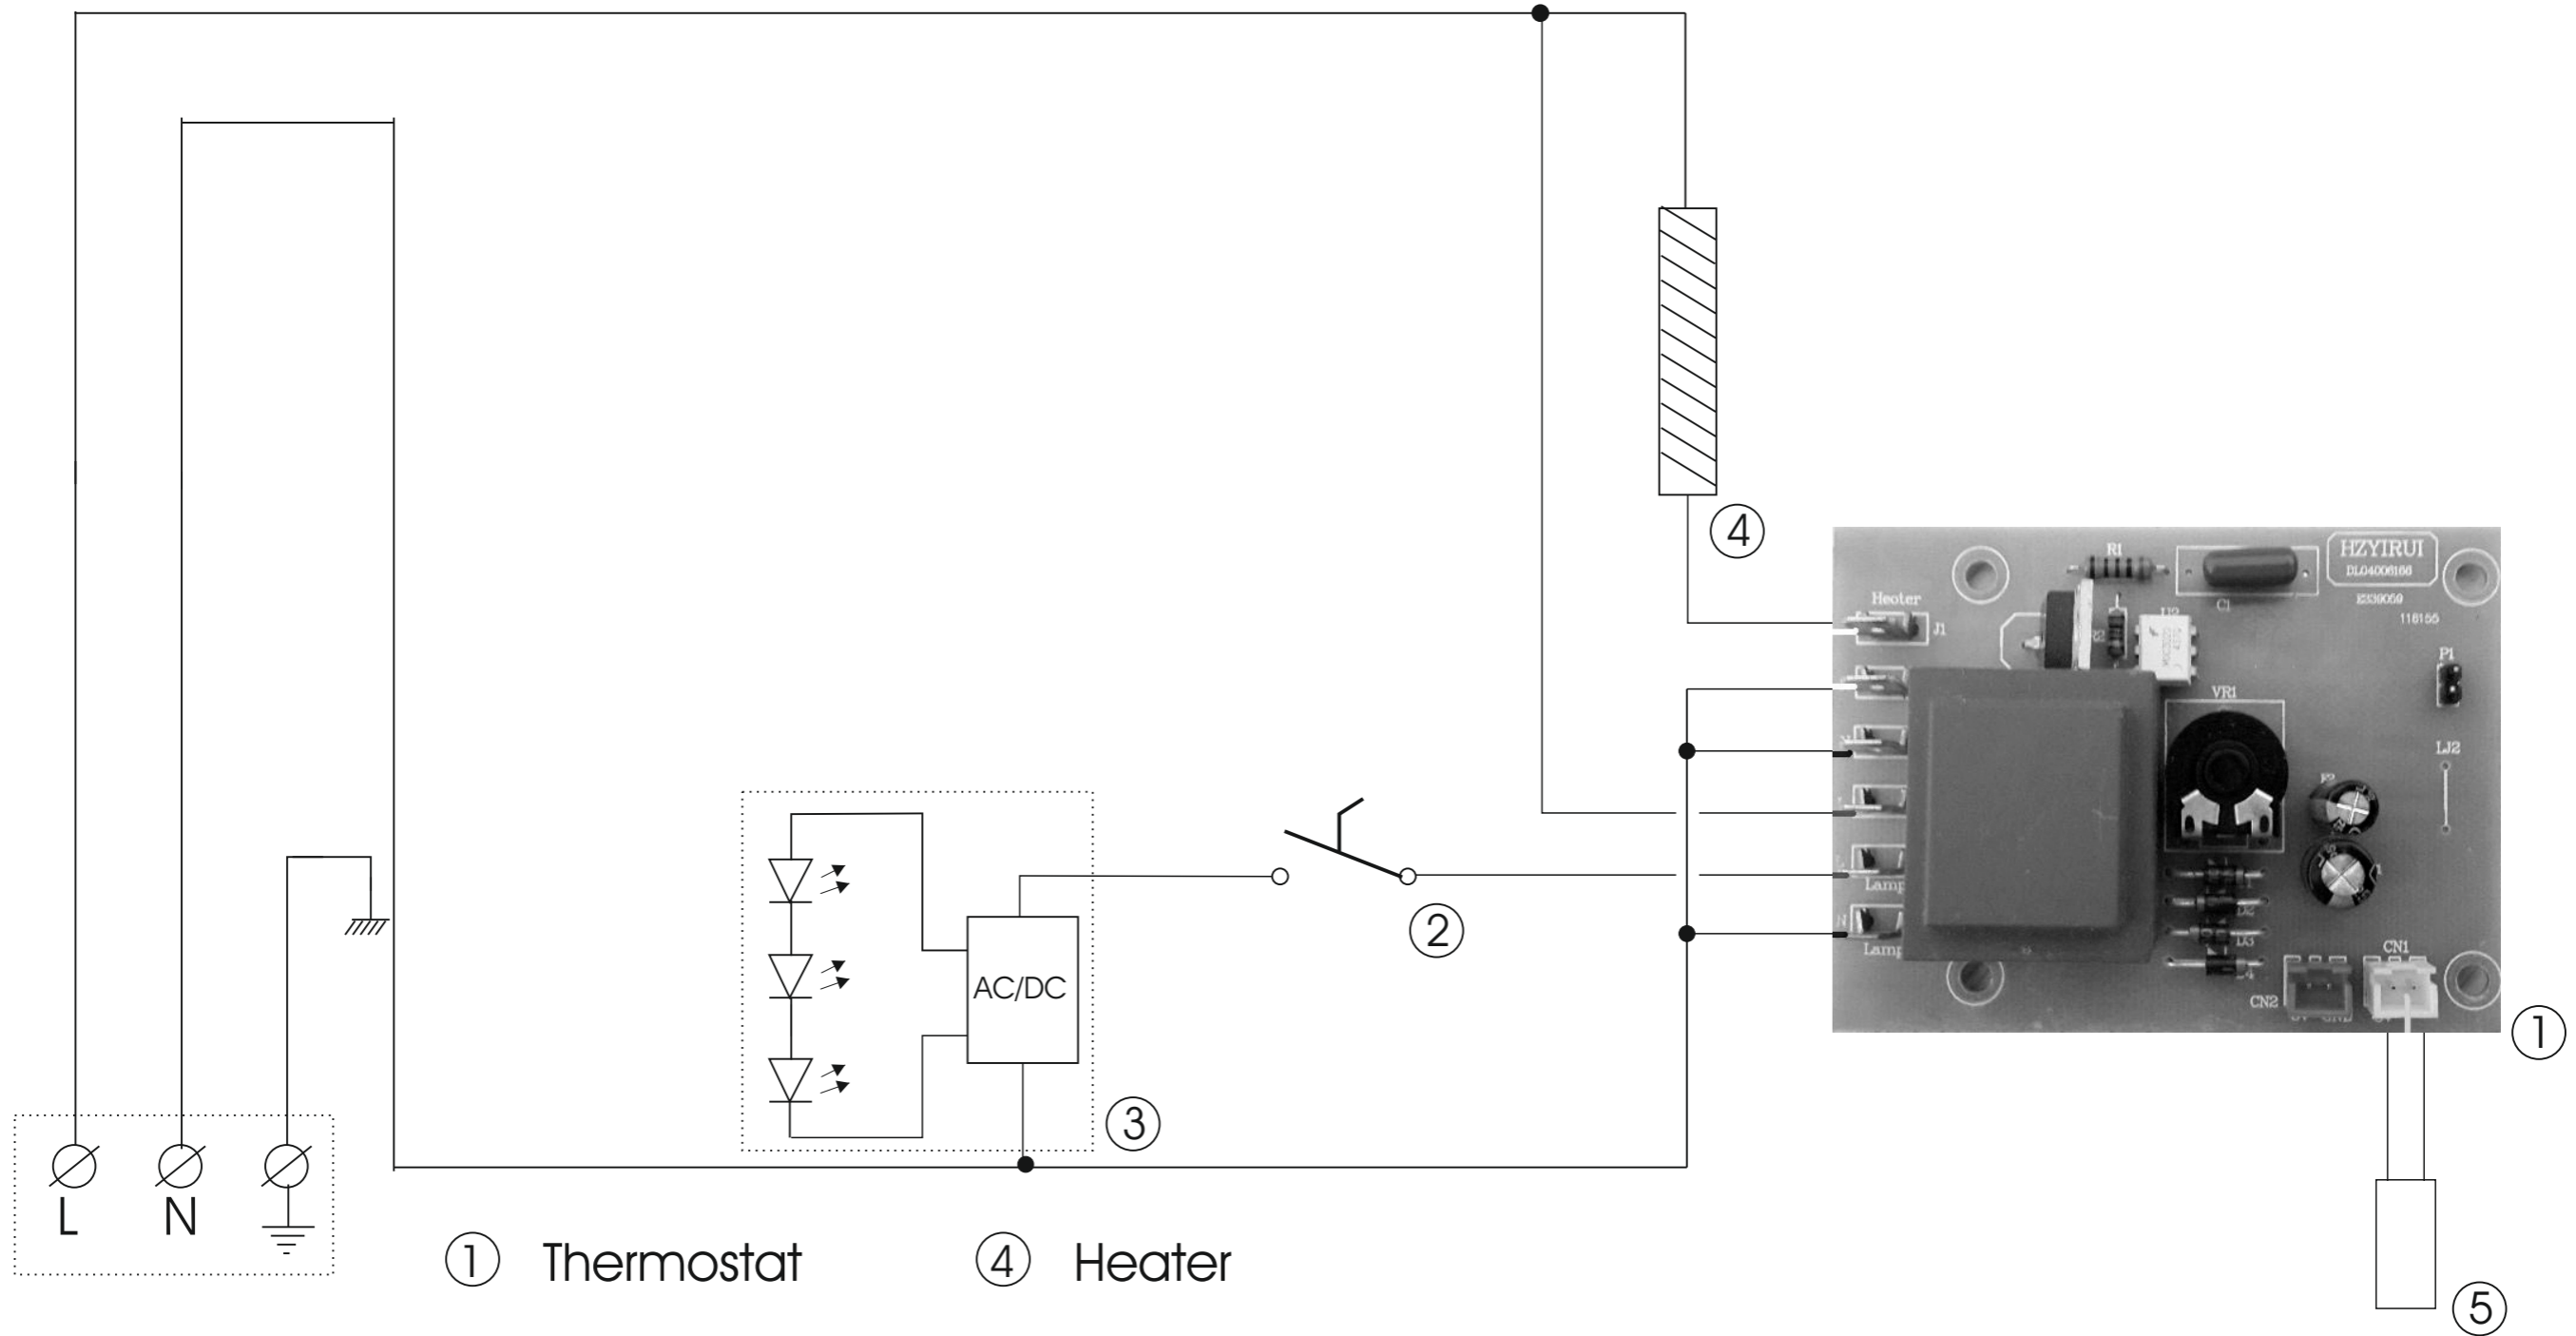 ④
R1
HZYIRUI
DL04006166
E339059
C1
118155
Heater
J1
P1
VR1
LJ2
Lamp
Lamp
②
D2
D3
CN1
CN2
AC/DC
①
③
L
N
① Thermostat
④ Heater
⑤